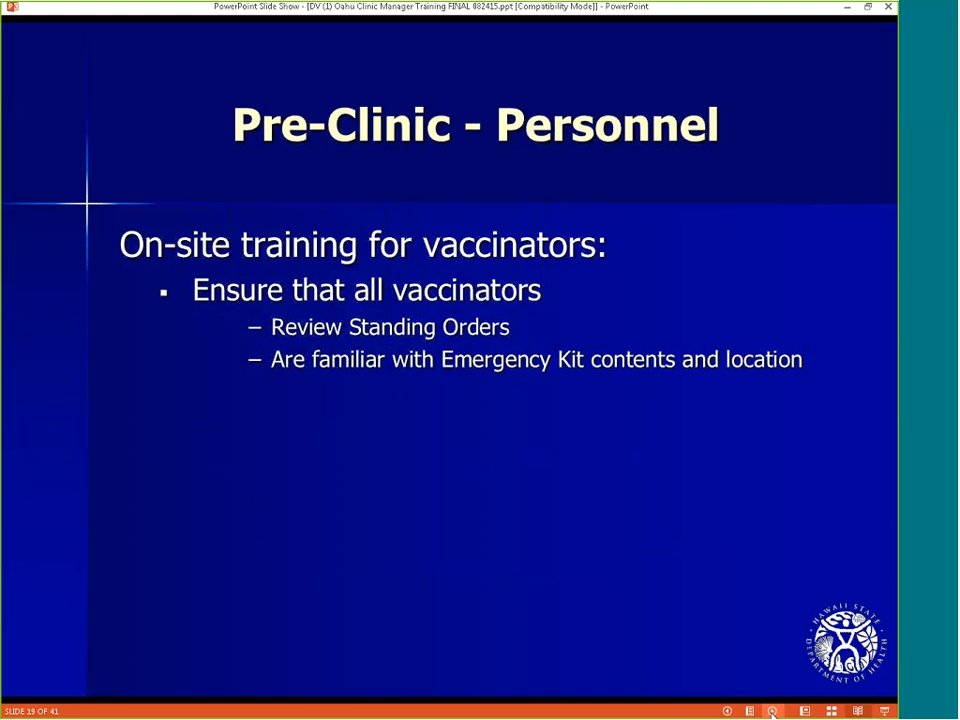 PowerPoint Slide Show - [DV (1) Oahu Clinic Manager Training FINAL 082415.ppt [Compatibility Mode]] - PowerPoint
Pre-Clinic - Personnel
On-site training for vaccinators:
▪ Ensure that all vaccinators
– Review Standing Orders
– Are familiar with Emergency Kit contents and location
HAWAII STATE
DEPARTMENT OF HEALTH
SLIDE 19 OF 41